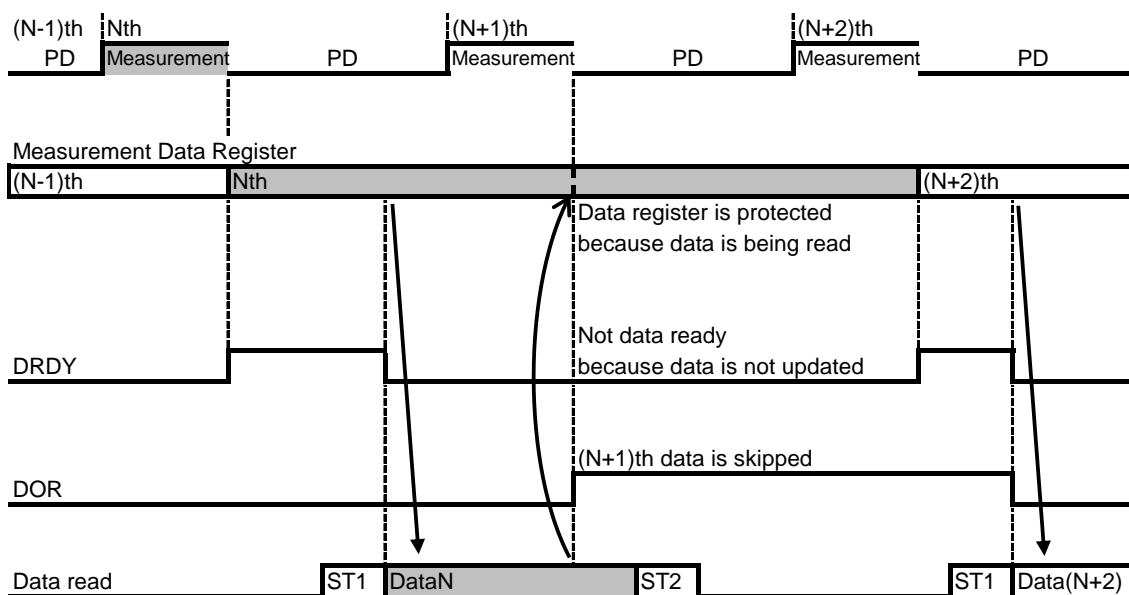 (N-1)th Nth (N+1)th (N+2)th
PD Measurement PD Measurement PD Measurement PD
Measurement Data Register
(N-1)th Nth (N+2)th
Data register is protected
because data is being read
Not data ready
DRDY because data is not updated
(N+1)th data is skipped
DOR
Data read ST1 DataN ST2 ST1 Data(N+2)